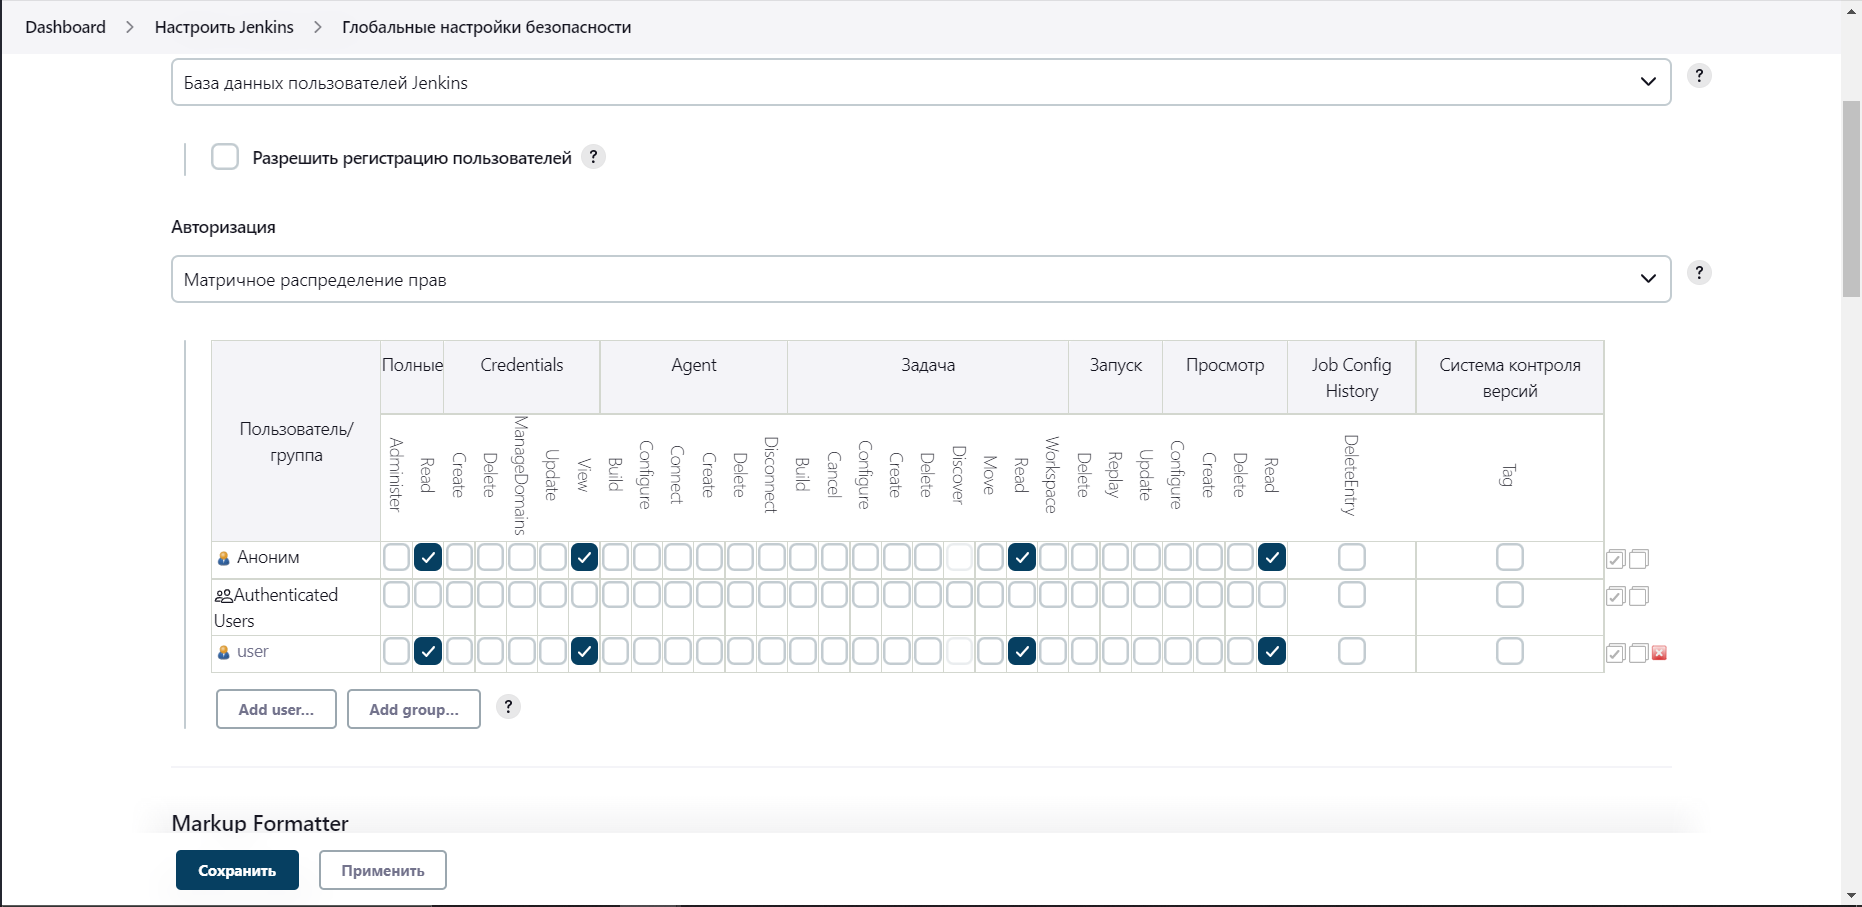 Dashboard > Настроить Jenkins > Глобальные настройки безопасности
База данных пользователей Jenkins
?
Разрешить регистрацию пользователей ?
Авторизация
Матричное распределение прав
?
Пользователь/
группа
Полные
Credentials
Agent
Задача
Запуск
Просмотр
Job Config
History
Система контроля
версий
Administer
Read
Create
Delete
ManageDomains
Update
View
Build
Configure
Connect
Create
Delete
Disconnect
Build
Cancel
Configure
Create
Delete
Discover
Move
Read
Workspace
Delete
Replay
Update
Configure
Create
Delete
Read
DeleteEntry
Tag
Аноним
Authenticated
Users
user
Add user...
Add group...
?
Markup Formatter
Сохранить
Применить